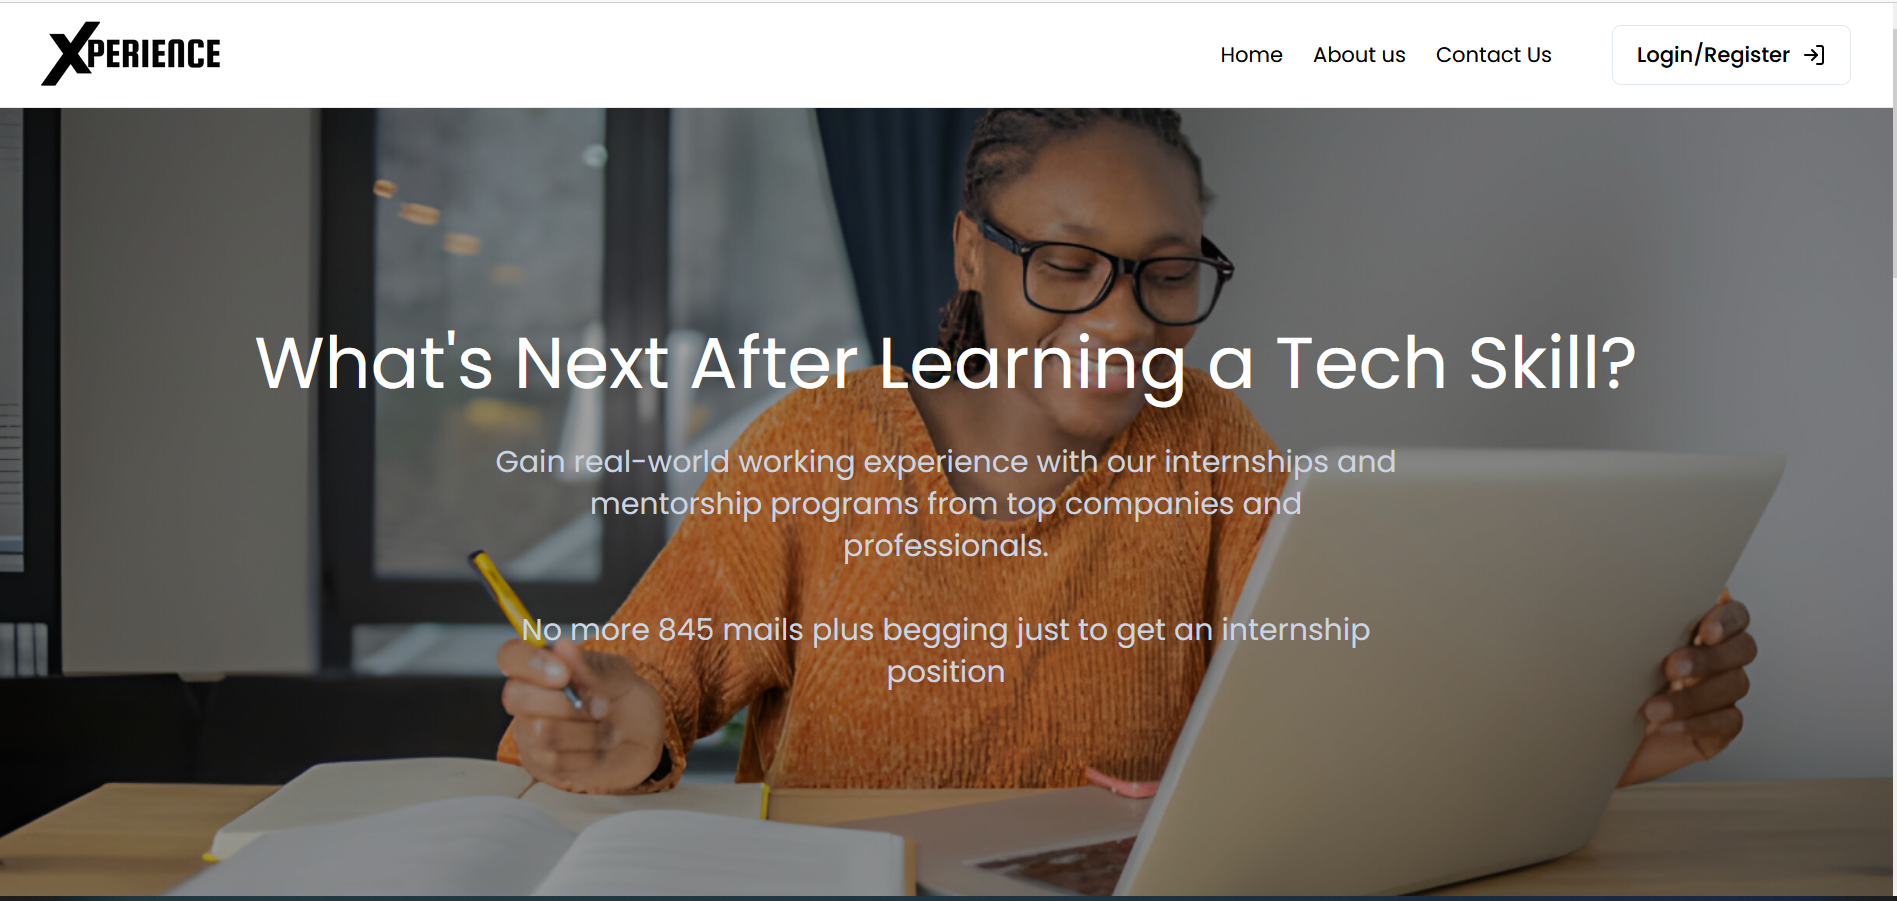 XPERIENCE
Home About us Contact Us Login/Register
What's Next After Learning a Tech Skill?
Gain real-world working experience with our internships and
mentorship programs from top companies and
professionals.
No more 845 mails plus begging just to get an internship
position